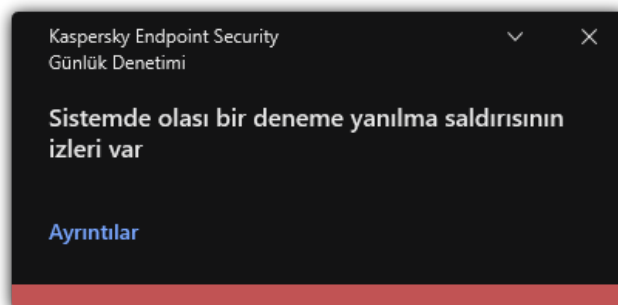 Kaspersky Endpoint Security
Günlük Denetimi
Sistemde olası bir deneme yanılma saldırısının
izleri var
Ayrıntılar